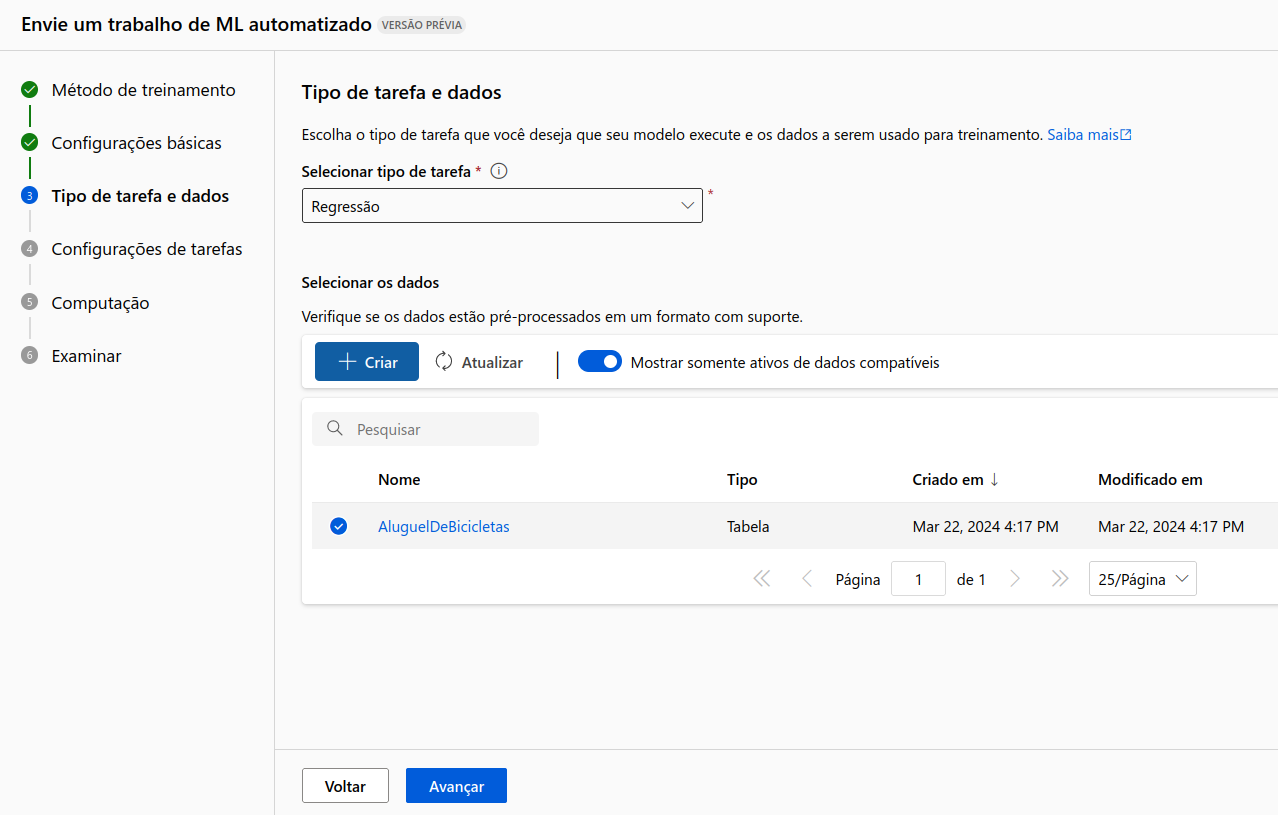 Envie um trabalho de ML automatizado VERSÃO PRÉVIA
Método de treinamento
Configurações básicas
3 Tipo de tarefa e dados
4 Configurações de tarefas
5 Computação
6 Examinar
Tipo de tarefa e dados
Escolha o tipo de tarefa que você deseja que seu modelo execute e os dados a serem usado para treinamento. Saiba mais
Selecionar tipo de tarefa *
Regressão *
Selecionar os dados
Verifique se os dados estão pré-processados em um formato com suporte.
Criar Atualizar Mostrar somente ativos de dados compatíveis
Pesquisar
Nome Tipo Criado em ↓ Modificado em
AluguelDeBicicletas Tabela Mar 22, 2024 4:17 PM Mar 22, 2024 4:17 PM
Página 1 de 1 25/Página
Voltar Avançar